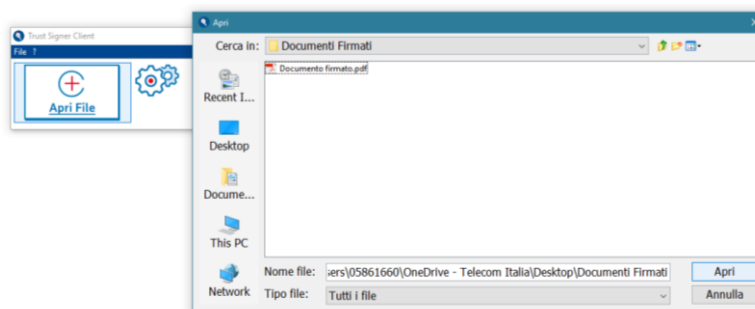 Trust Signer Client
File ?
Apri File
Apri
Cerca in: Documenti Firmati
Documento firmato.pdf
Recent I...
Desktop
Docume...
This PC
Network
Nome file: sers\05861660\OneDrive - Telecom Italia\Desktop\Documenti Firmati
Apri
Tipo file: Tutti i file
Annulla